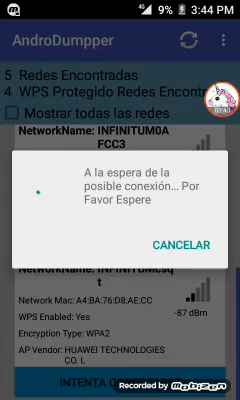 4G 9% 3:44 PM
AndroDumpper
5 Redes Encontradas
4 WPS Protegido Redes Encontr
Mostrar todas las redes
03:40
NetworkName: INFINITUM0A
FCC3
A la espera de la
posible conexión... Por
Favor Espere
CANCELAR
NetworkName: INFINITUMcsq
t
Network Mac: A4:BA:76:D8:AE:CC
-87 dBm
WPS Enabled: Yes
Encryption Type: WPA2
AP Vendor: HUAWEI TECHNOLOGIES
CO. L
INTENTA
Recorded by Mobizen